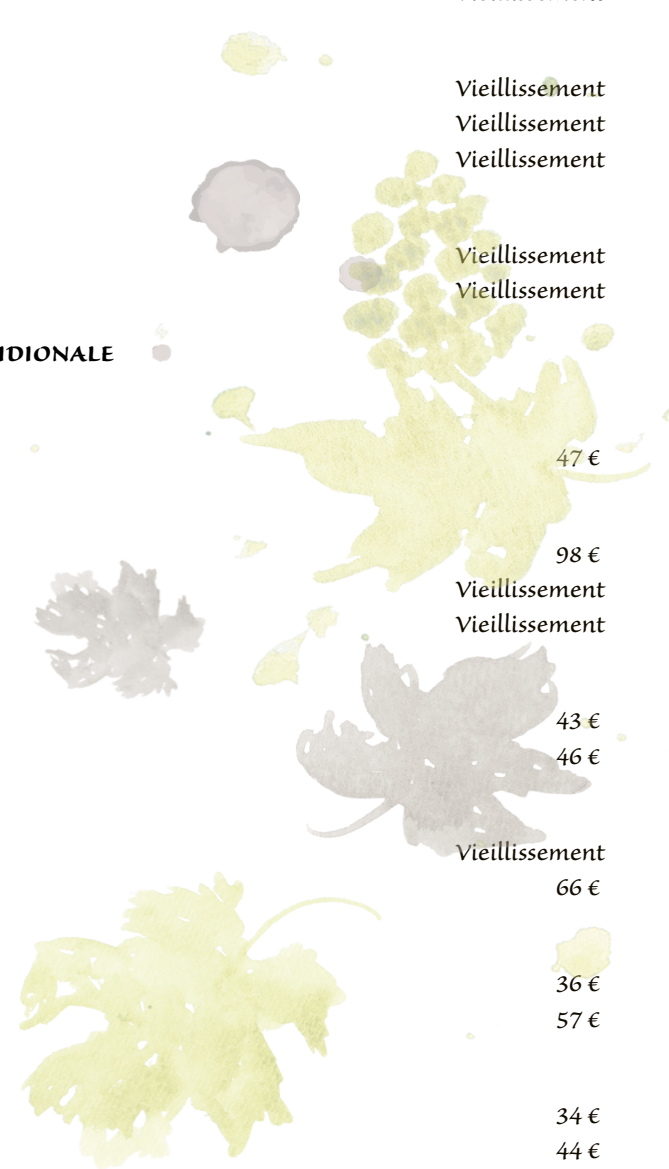 Vieillissement
Vieillissement
Vieillissement
Vieillissement
Vieillissement
IDIONALE
47 €
98 €
Vieillissement
Vieillissement
43 €
46 €
Vieillissement
66 €
36 €
57 €
34 €
44 €